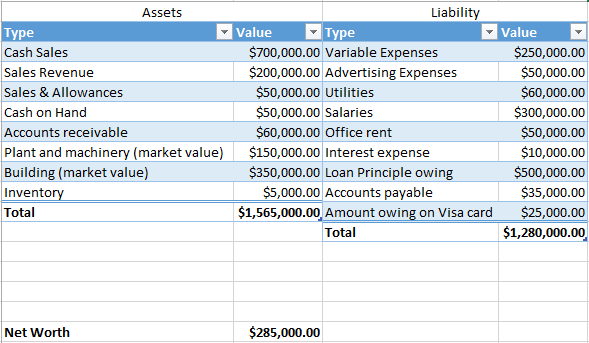 Assets Liability
Type Value Type Value
Cash Sales $700,000.00 Variable Expenses $250,000.00
Sales Revenue $200,000.00 Advertising Expenses $50,000.00
Sales & Allowances $50,000.00 Utilities $60,000.00
Cash on Hand $50,000.00 Salaries $300,000.00
Accounts receivable $60,000.00 Office rent $50,000.00
Plant and machinery (market value) $150,000.00 Interest expense $10,000.00
Building (market value) $350,000.00 Loan Principle owing $500,000.00
Inventory $5,000.00 Accounts payable $35,000.00
Total $1,565,000.00 Amount owing on Visa card $25,000.00
Total $1,280,000.00
Net Worth $285,000.00